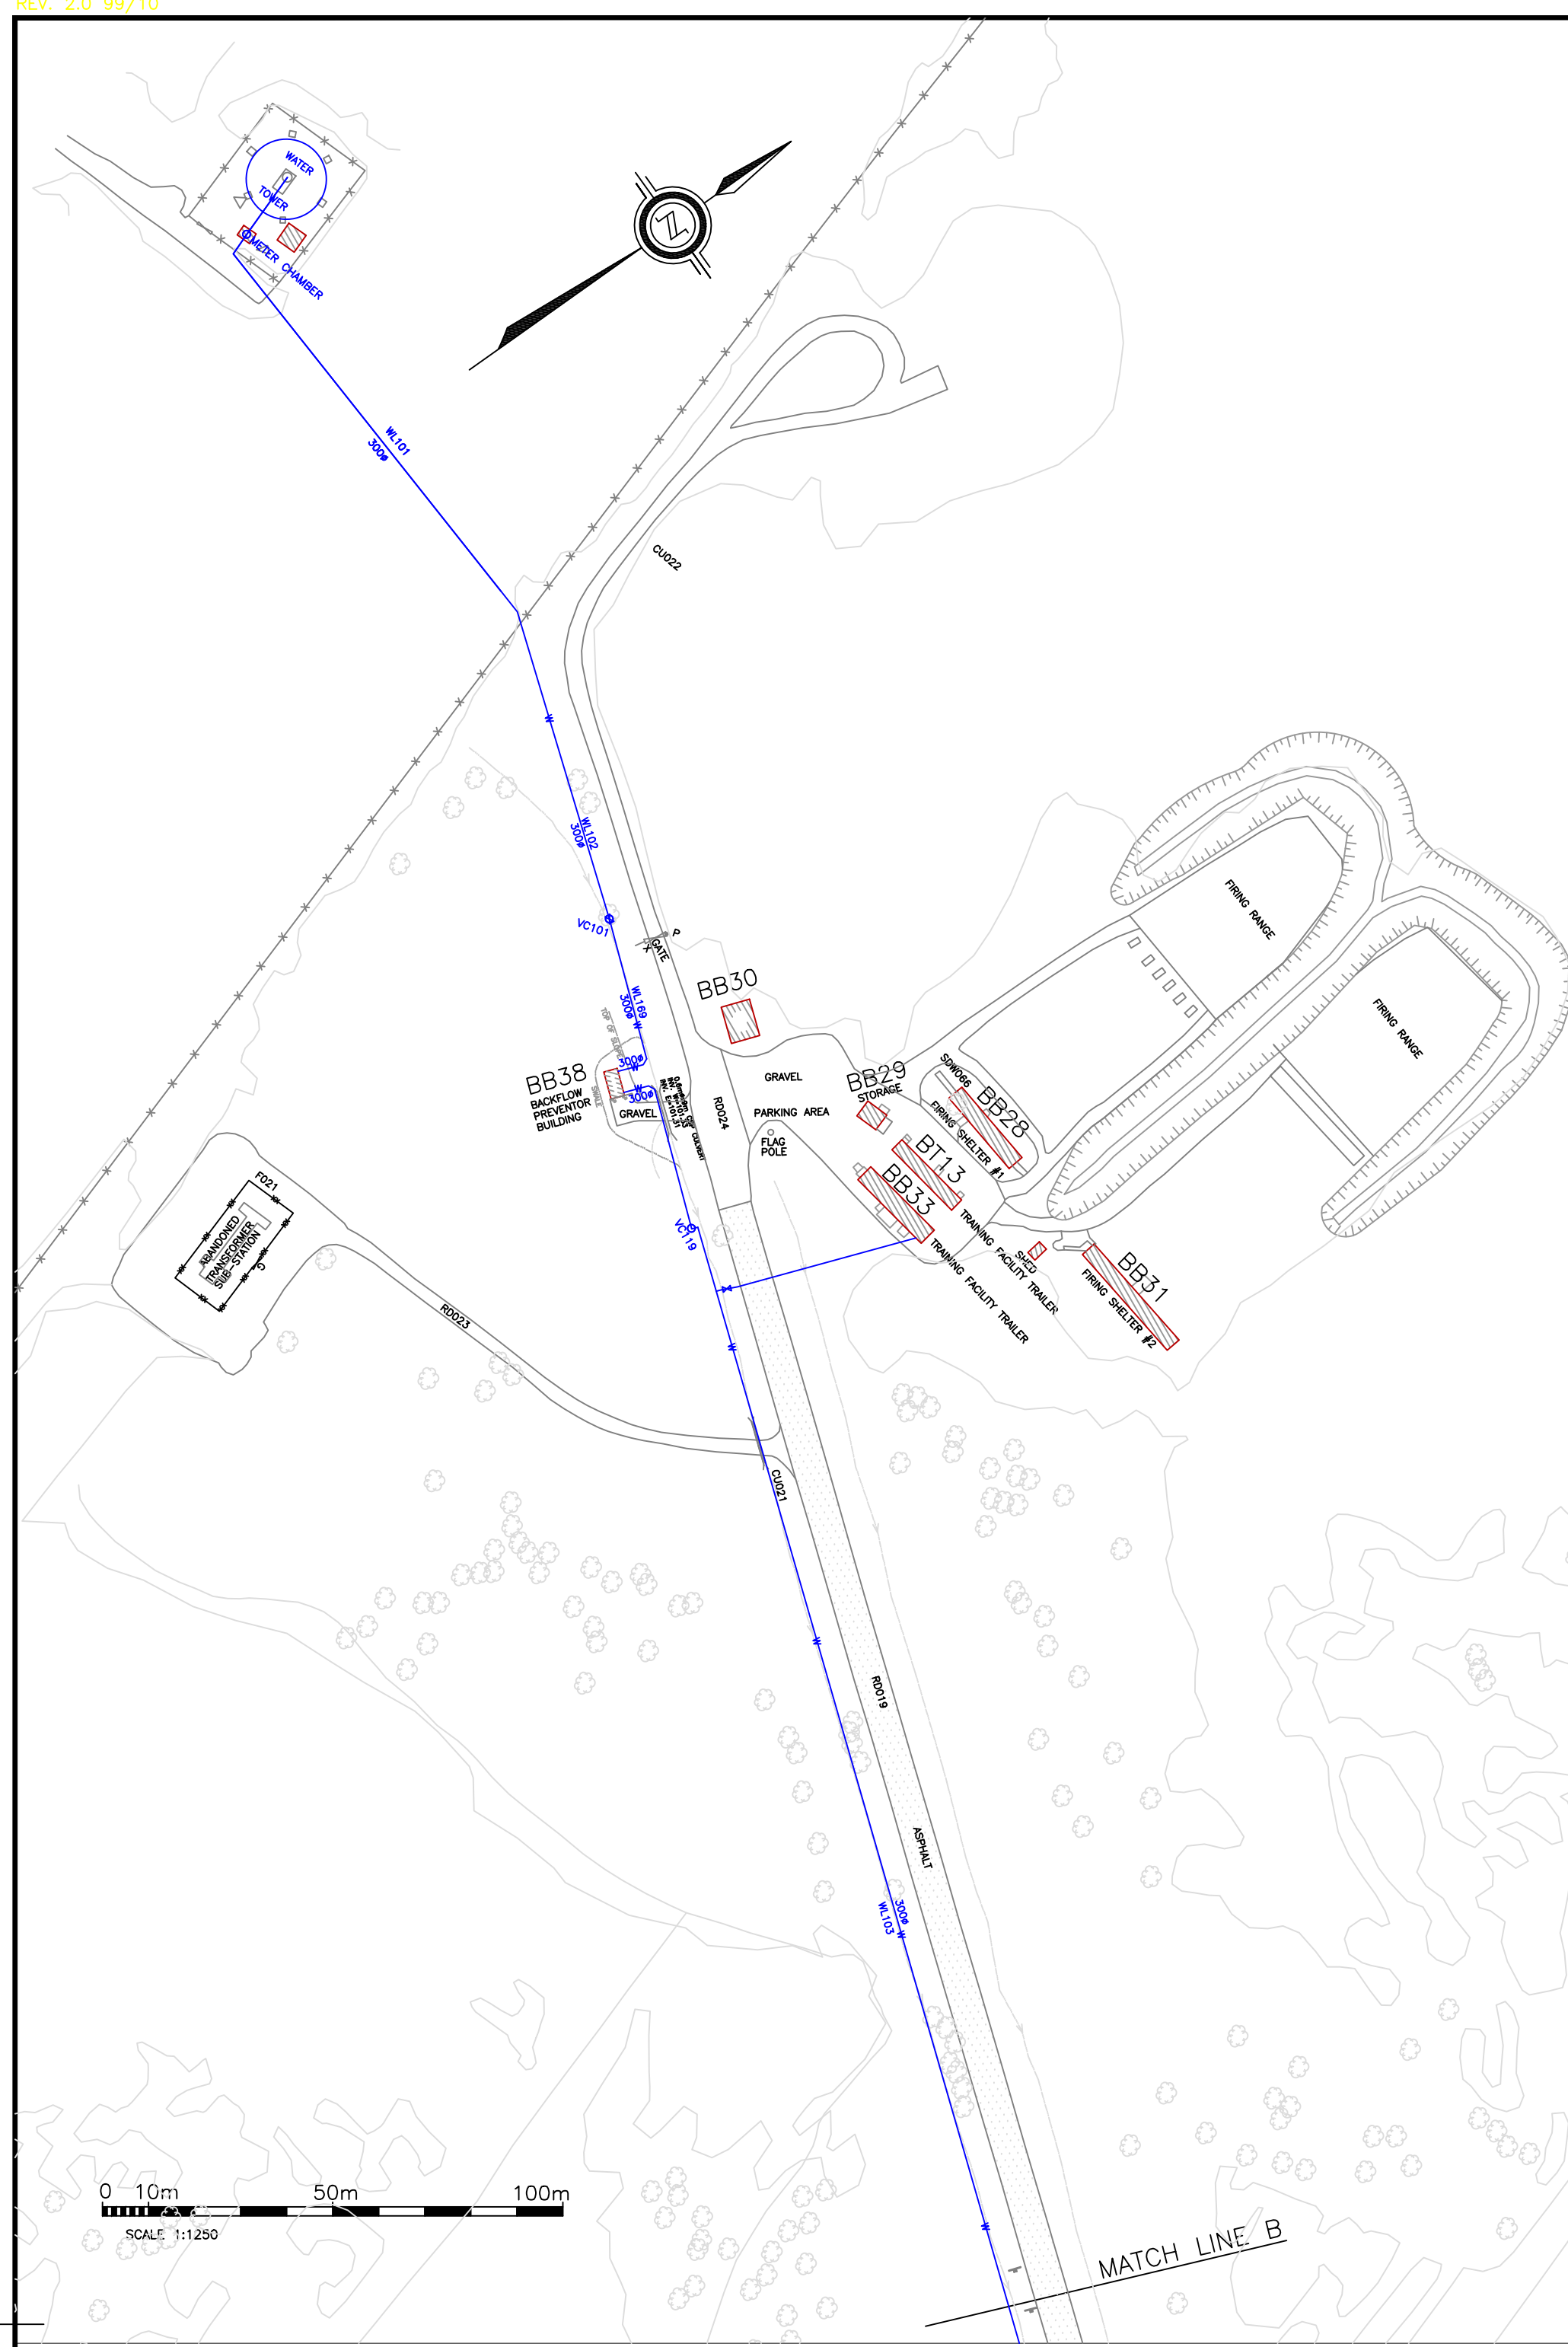 REV. 2.0 99/10
WATER
TOWER
METER CHAMBER
Z
WL101
300ø
CU022
W
WL102
300ø
VC101
P
GATE
X
WL169
300ø
W
TOP OF SLOPE
BB30
300ø
W
BB38
BACKFLOW
PREVENTOR
BUILDING
SWALE
W
300ø
GRAVEL
RD024
GRAVEL
PARKING AREA
FLAG
POLE
BB29
STORAGE
SDW066
BB28
FIRING SHELTER #1
BT13
TRAINING FACILITY TRAILER
BB33
TRAINING FACILITY TRAILER
SHED
BB31
FIRING SHELTER #2
FIRING RANGE
FIRING RANGE
VC119
F021
ABANDONED
TRANSFORMER
SUB-STATION
G
RD023
W
CU021
W
RD019
ASPHALT
300ø
WL103
W
W
0 10m 50m 100m
SCALE 1:1250
MATCH LINE B